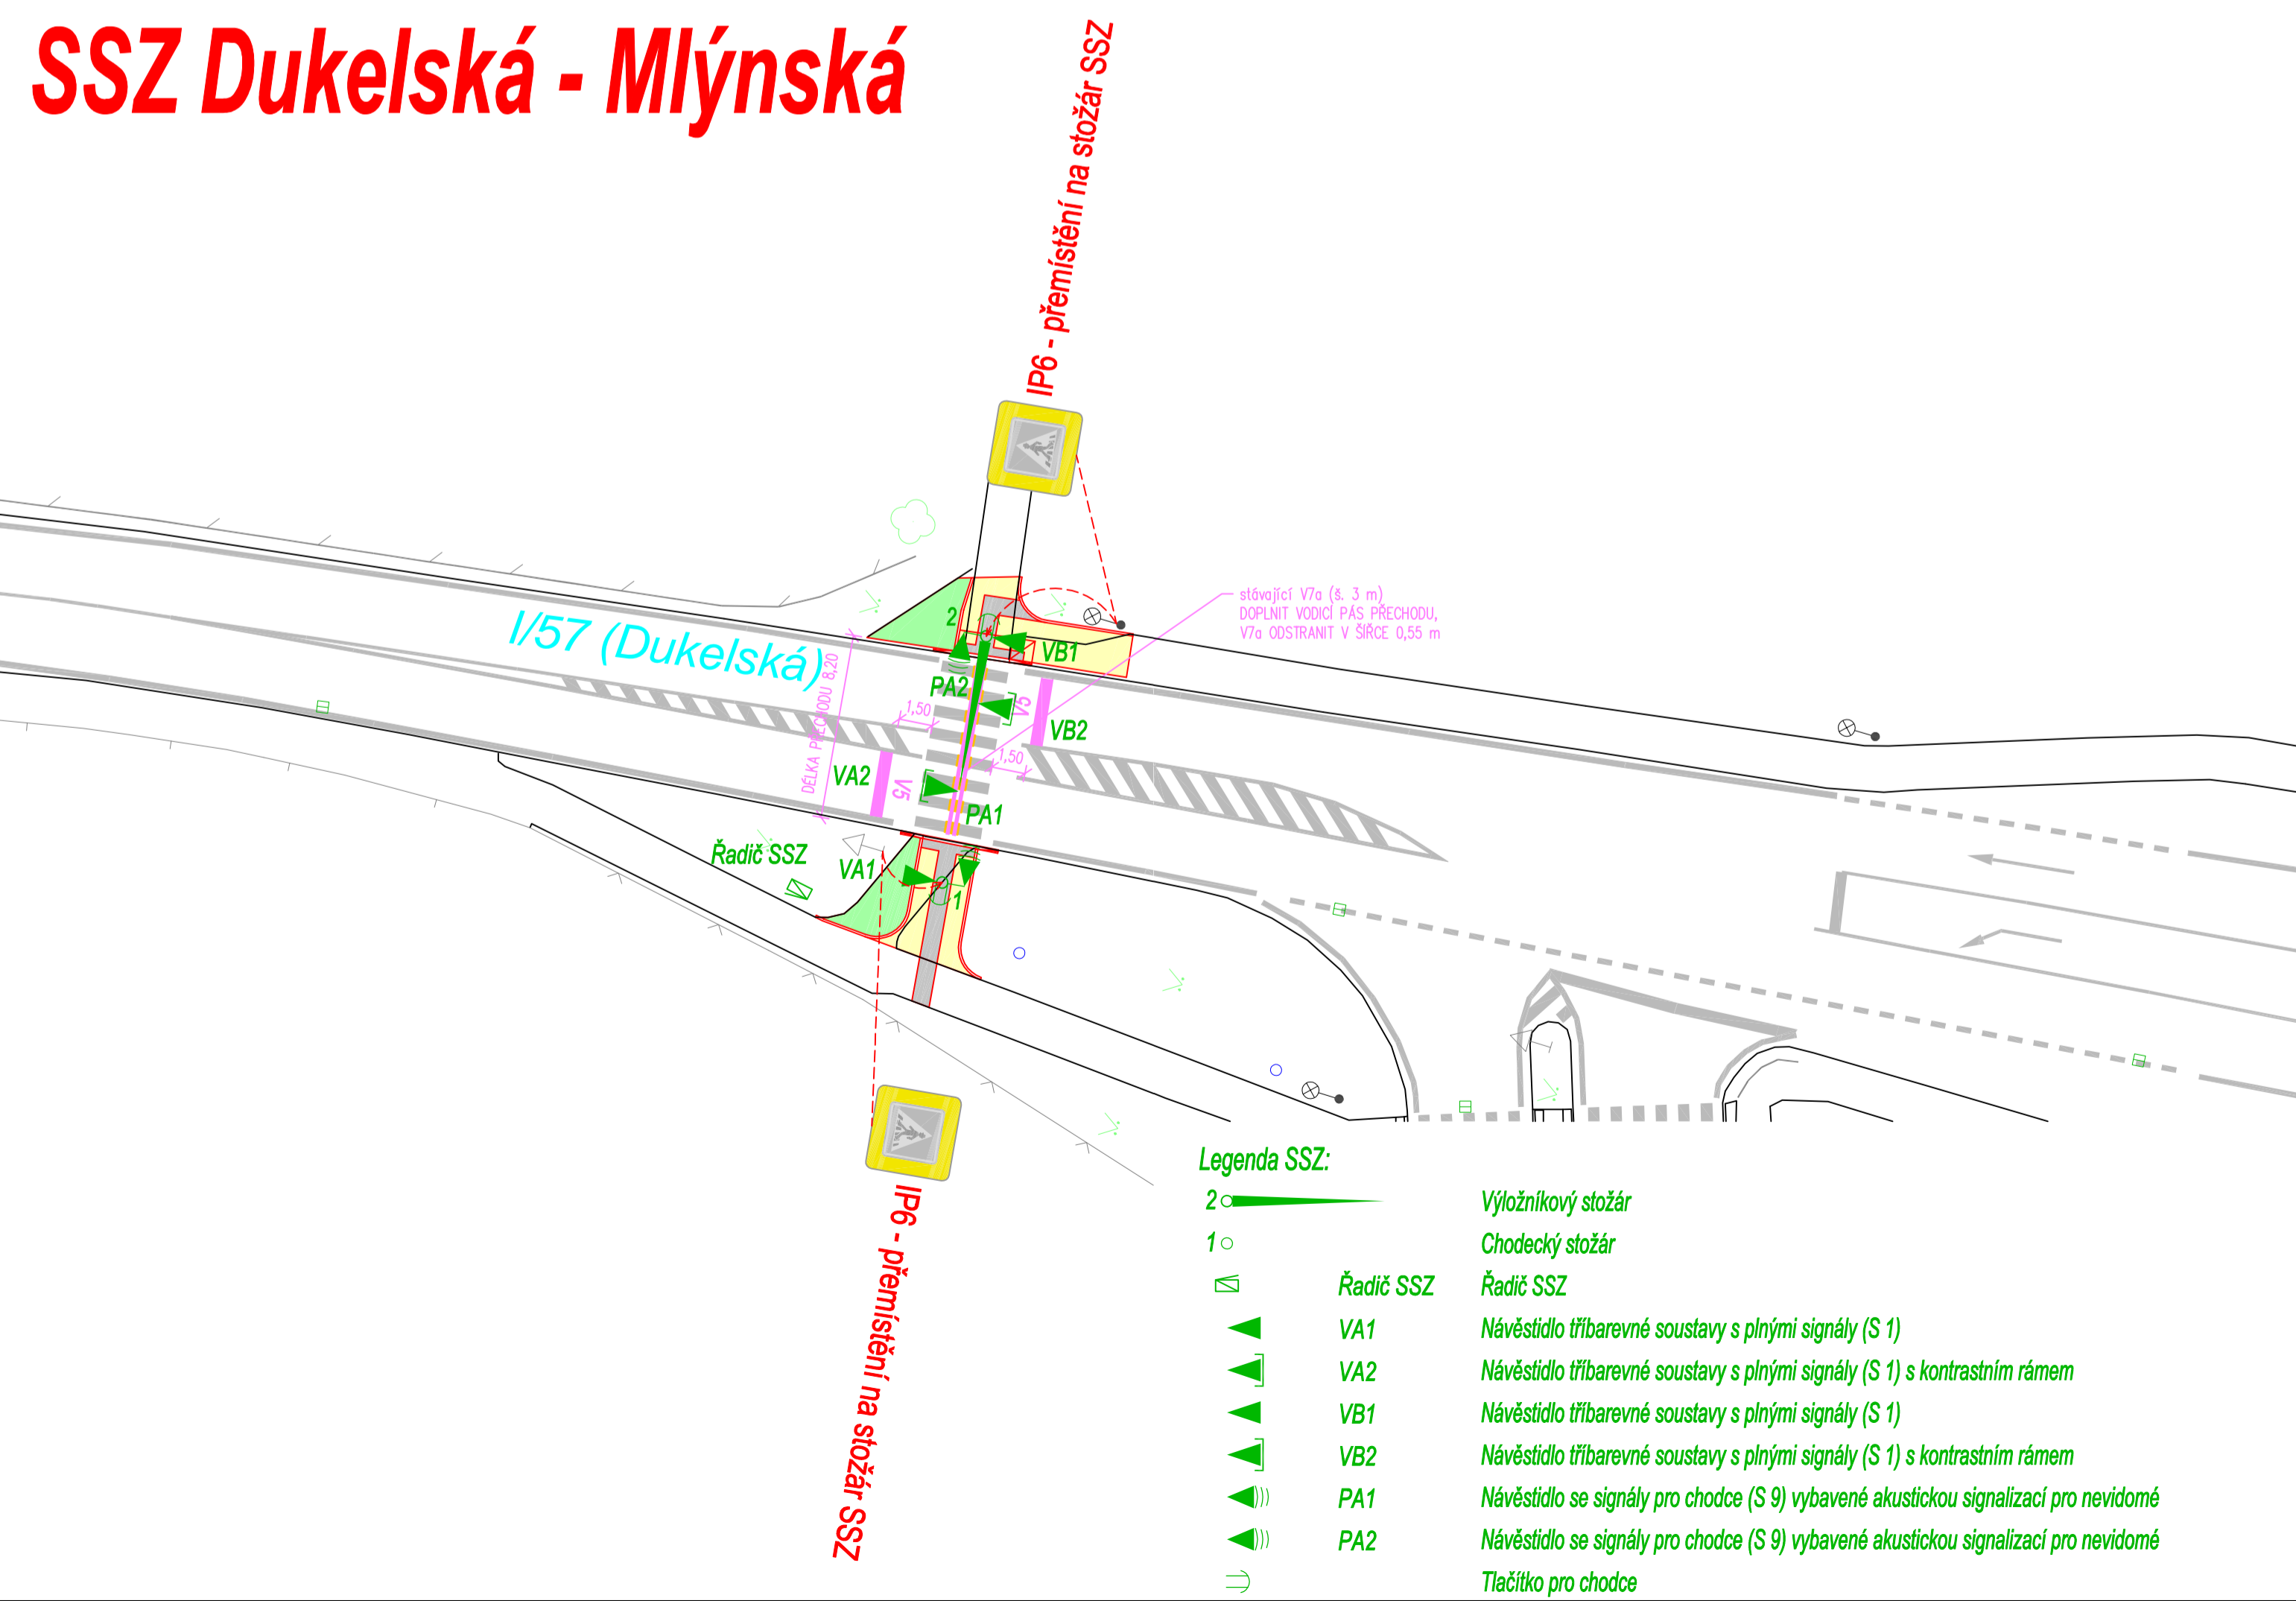 SSZ Dukelská - Mlýnská
IP6 - přemístění na stožár SSZ
stávající V7a (š. 3 m)
DOPLNIT VODICÍ PÁS PŘECHODU,
V7a ODSTRANIT V ŠÍŘCE 0,55 m
I/57 (Dukelská)
2
VB1
PA2
V5
1,50
VB2
DÉLKA PŘECHODU 8,20
1,50
VA2
V5
PA1
Řadič SSZ
VA1
1
IP6 - přemístění na stožár SSZ
Legenda SSZ:
2 Výložníkový stožár
1 Chodecký stožár
Řadič SSZ Řadič SSZ
VA1 Návěstidlo tříbarevné soustavy s plnými signály (S 1)
VA2 Návěstidlo tříbarevné soustavy s plnými signály (S 1) s kontrastním rámem
VB1 Návěstidlo tříbarevné soustavy s plnými signály (S 1)
VB2 Návěstidlo tříbarevné soustavy s plnými signály (S 1) s kontrastním rámem
PA1 Návěstidlo se signály pro chodce (S 9) vybavené akustickou signalizací pro nevidomé
PA2 Návěstidlo se signály pro chodce (S 9) vybavené akustickou signalizací pro nevidomé
Tlačítko pro chodce